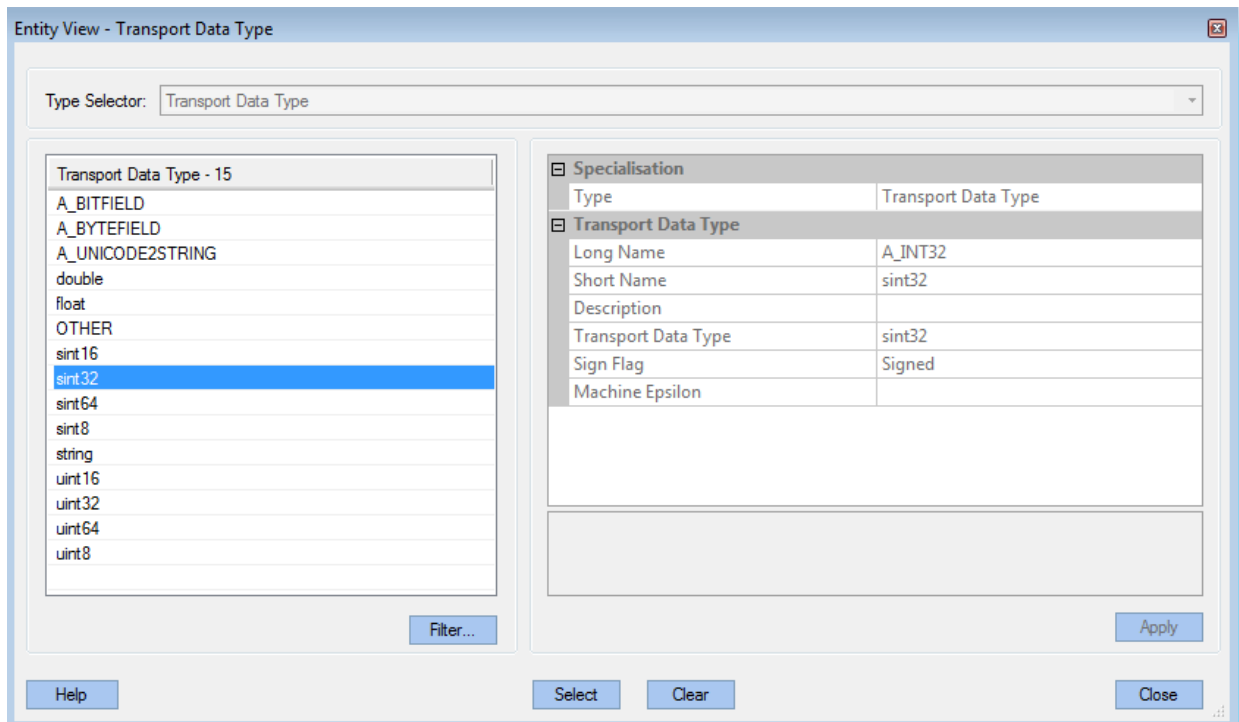 Entity View - Transport Data Type
Type Selector: Transport Data Type
Transport Data Type - 15
A_BITFIELD
A_BYTEFIELD
A_UNICODE2STRING
double
float
OTHER
sint16
sint32
sint64
sint8
string
uint16
uint32
uint64
uint8
Filter...
Specialisation
Type Transport Data Type
Transport Data Type
Long Name A_INT32
Short Name sint32
Description
Transport Data Type sint32
Sign Flag Signed
Machine Epsilon
Apply
Help Select Clear Close